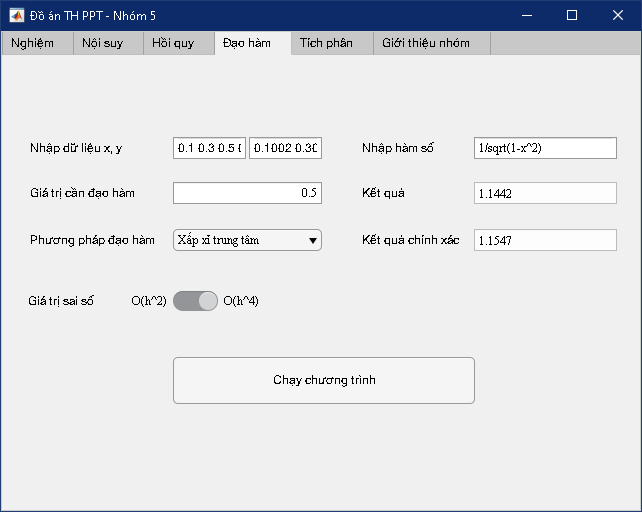 Đồ án TH PPT - Nhóm 5
Nghiệm Nội suy Hồi quy Đạo hàm Tích phân Giới thiệu nhóm
Nhập dữ liệu x, y 0.1 0.3 0.5 0.1002 0.30 Nhập hàm số 1/sqrt(1-x^2)
Giá trị cần đạo hàm 0.5 Kết quả 1.1442
Phương pháp đạo hàm Xấp xỉ trung tâm Kết quả chính xác 1.1547
Giá trị sai số O(h^2) O(h^4)
Chạy chương trình